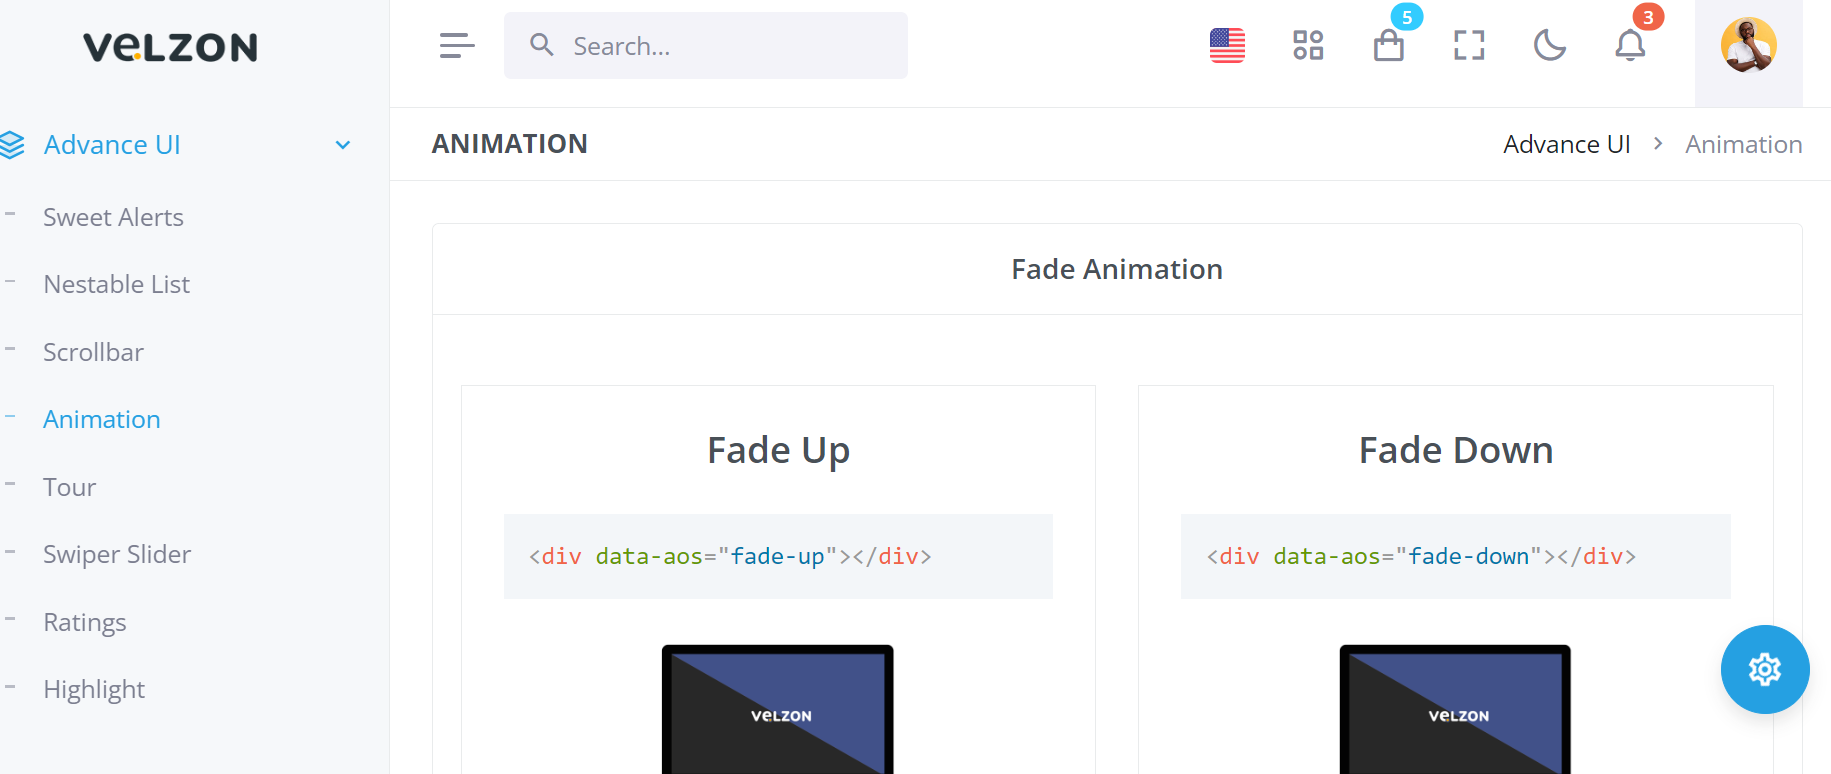 VELZON
Search...
5
3
Advance UI
Sweet Alerts
Nestable List
Scrollbar
Animation
Tour
Swiper Slider
Ratings
Highlight
ANIMATION
Advance UI > Animation
Fade Animation
Fade Up
<div data-aos="fade-up"></div>
VELZON
Fade Down
<div data-aos="fade-down"></div>
VELZON